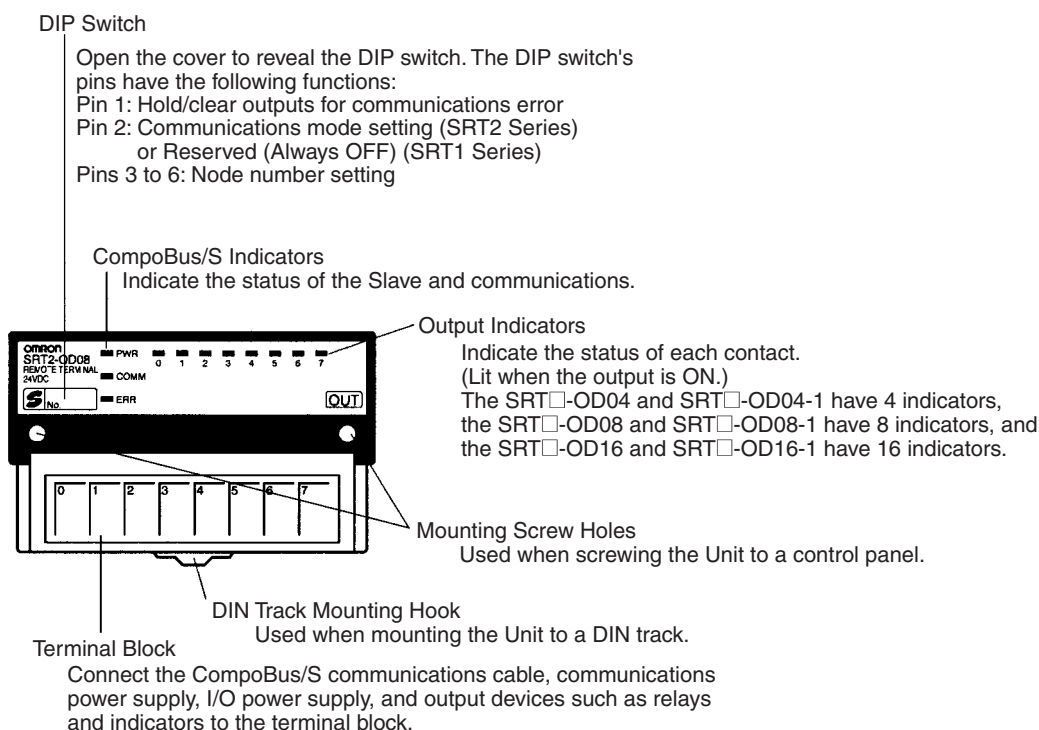 DIP Switch
Open the cover to reveal the DIP switch. The DIP switch's
pins have the following functions:
Pin 1: Hold/clear outputs for communications error
Pin 2: Communications mode setting (SRT2 Series)
or Reserved (Always OFF) (SRT1 Series)
Pins 3 to 6: Node number setting
CompoBus/S Indicators
Indicate the status of the Slave and communications.
Output Indicators
Indicate the status of each contact.
(Lit when the output is ON.)
The SRT□-OD04 and SRT□-OD04-1 have 4 indicators,
the SRT□-OD08 and SRT□-OD08-1 have 8 indicators, and
the SRT□-OD16 and SRT□-OD16-1 have 16 indicators.
OMRON
SRT2-OD08
REMOTE TERMINAL
24VDC
PWR
COMM
ERR
0 1 2 3 4 5 6 7
S No.
OUT
0 1 2 3 4 5 6 7
Mounting Screw Holes
Used when screwing the Unit to a control panel.
DIN Track Mounting Hook
Used when mounting the Unit to a DIN track.
Terminal Block
Connect the CompoBus/S communications cable, communications
power supply, I/O power supply, and output devices such as relays
and indicators to the terminal block.